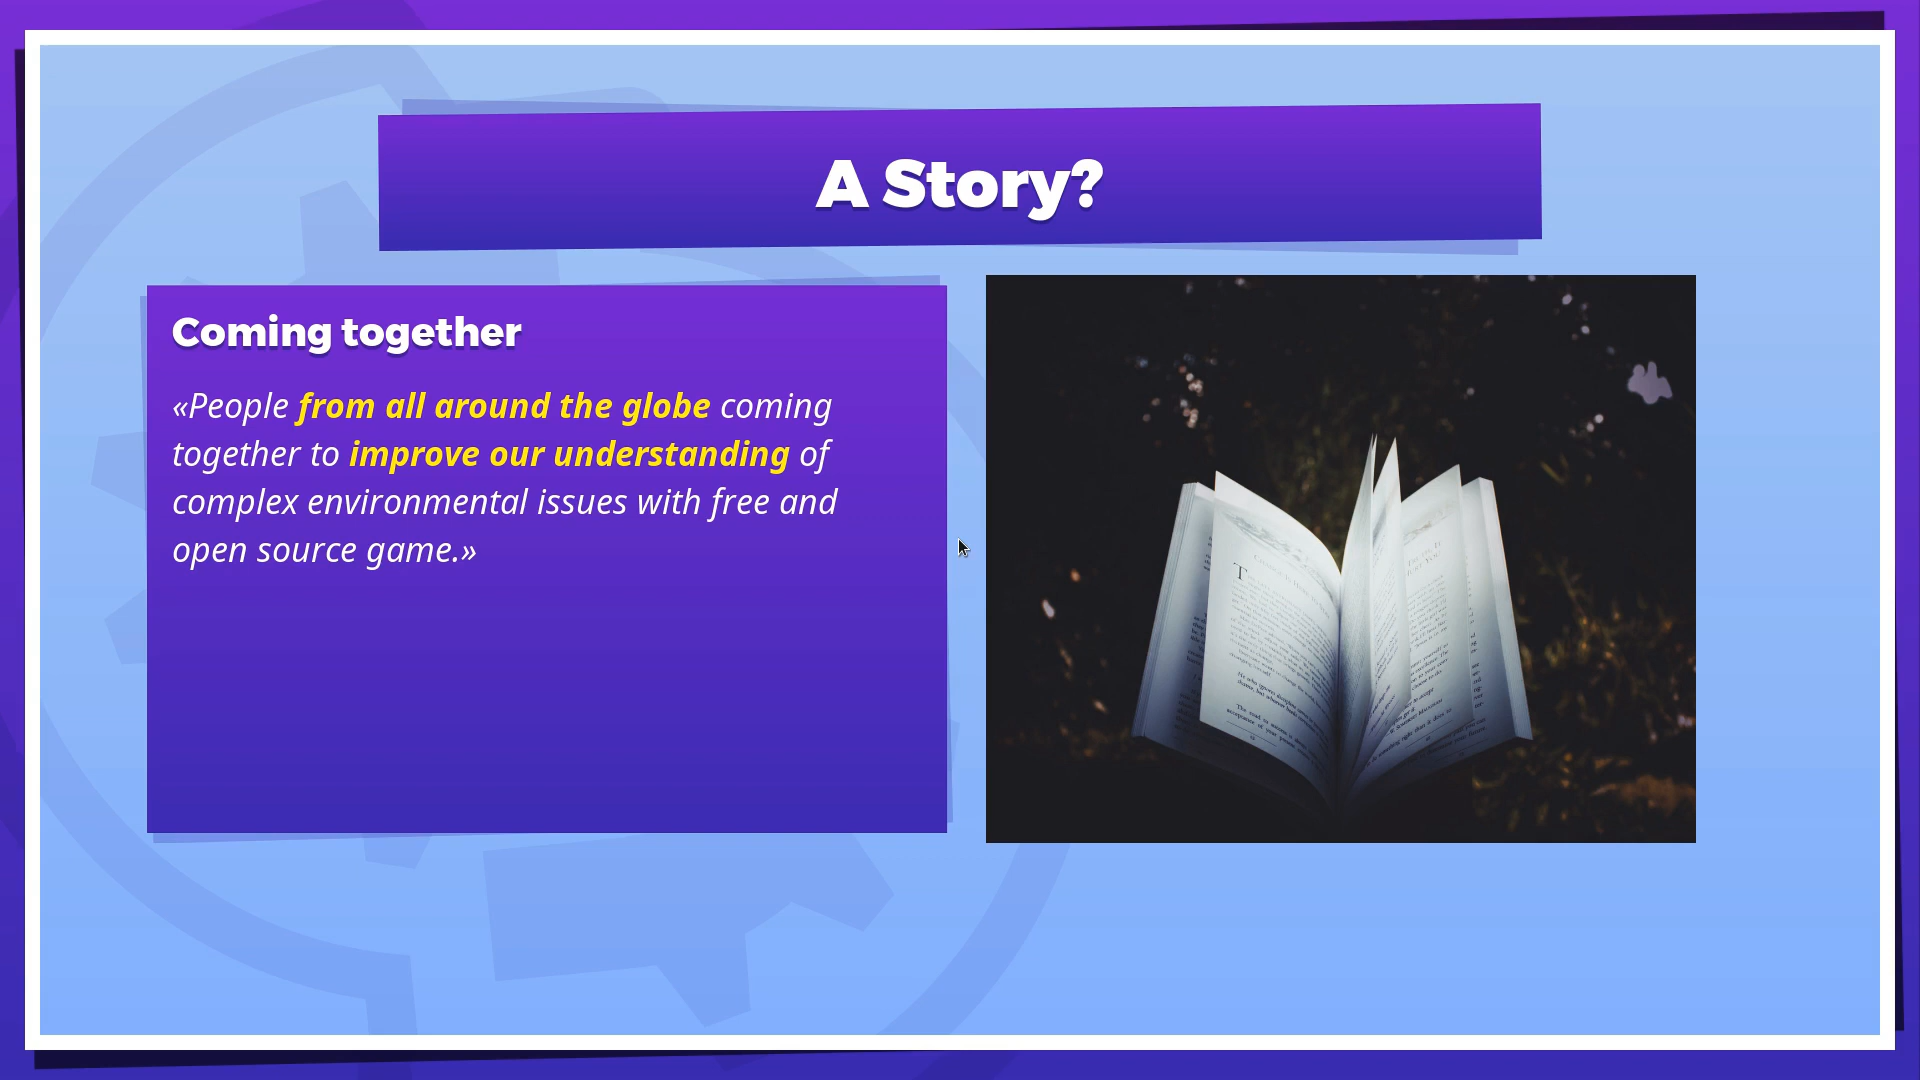 A Story?
Coming together
«People from all around the globe coming
together to improve our understanding of
complex environmental issues with free and
open source game.»